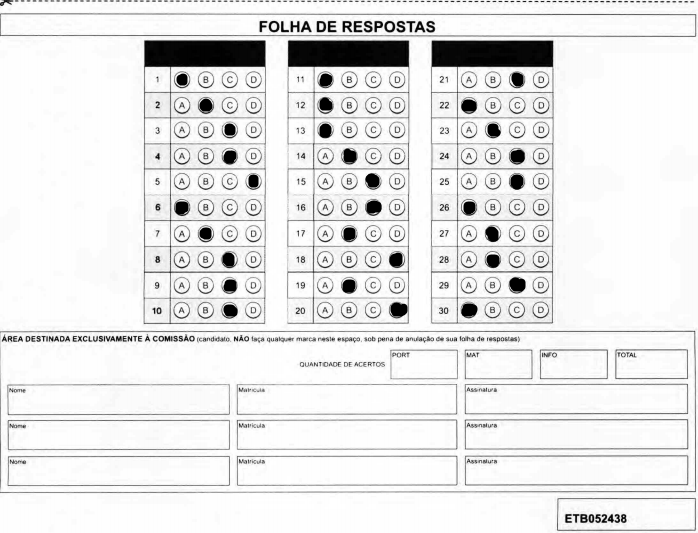 FOLHA DE RESPOSTAS
1 B C D
2 A C D
3 A B D
4 A B D
5 A B C
6 B C D
7 A C D
8 A B D
9 A B D
10 A B D
11 B C D
12 B C D
13 B C D
14 A C D
15 A B D
16 A B D
17 A C D
18 A B C
19 A C D
20 A B C
21 A B D
22 B C D
23 A C D
24 A B D
25 A B D
26 B C D
27 A C D
28 A C D
29 A B D
30 B C D
ÁREA DESTINADA EXCLUSIVAMENTE À COMISSÃO (candidato, NÃO faça qualquer marca neste espaço, sob pena de anulação de sua folha de respostas)
QUANTIDADE DE ACERTOS PORT MAT INFO TOTAL
Nome Matrícula Assinatura
Nome Matrícula Assinatura
Nome Matrícula Assinatura
ETB052438